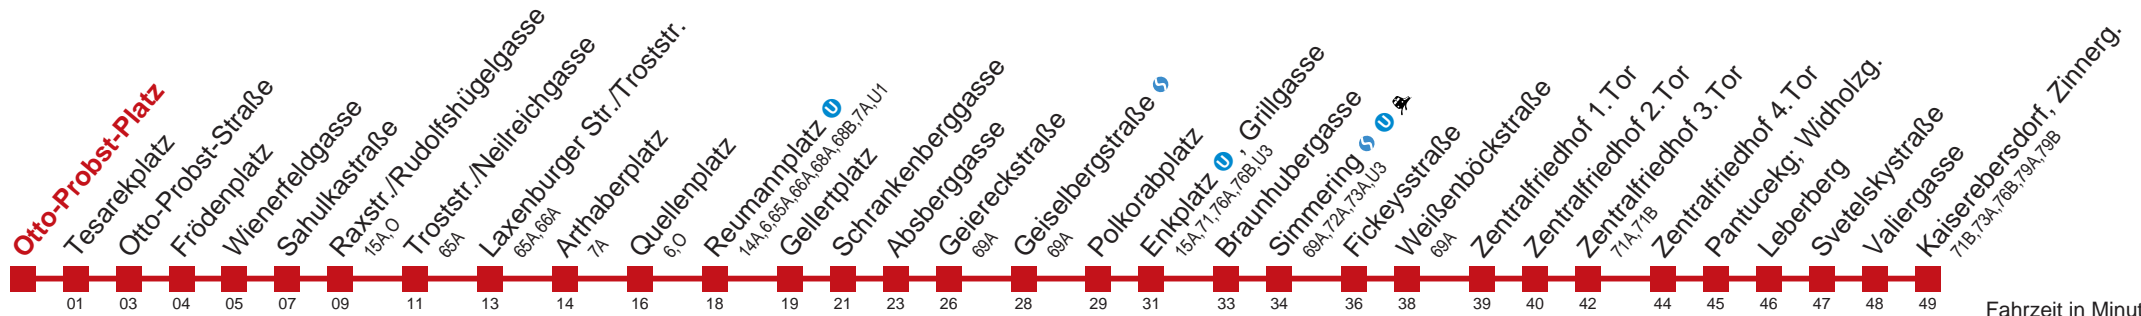 Otto-Probst-Platz
Tesarekplatz
Otto-Probst-Straße
Frödenplatz
Wienerfeldgasse
Sahulkastraße
Raxstr./Rudolfshügelgasse
15A,O
Troststr./Neilreichgasse
65A
Laxenburger Str./Troststr.
65A,66A
Arthaberplatz
7A
Quellenplatz
6,O
Reumannplatz U
14A,6,65A,66A,68A,68B,7A,U1
Gellertplatz
Schrankenberggasse
Absberggasse
Geiereckstraße
69A
Geiselbergstraße
69A
Polkorabplatz
Enkplatz U , Grillgasse
15A,71,76A,76B,U3
Braunhubergasse
Simmering U
69A,72A,73A,U3
Fickeysstraße
Weißenböckstraße
69A
Zentralfriedhof 1.Tor
Zentralfriedhof 2.Tor
Zentralfriedhof 3.Tor
71A,71B
Zentralfriedhof 4.Tor
Pantucekg; Widholzg.
Leberberg
Svetelskystraße
Valiergasse
Kaiserebersdorf, Zinnerg.
71B,73A,76B,79A,79B
01 03 04 05 07 09 11 13 14 16 18 19 21 23 26 28 29 31 33 34 36 38 39 40 42 44 45 46 47 48 49
Fahrzeit in Minut